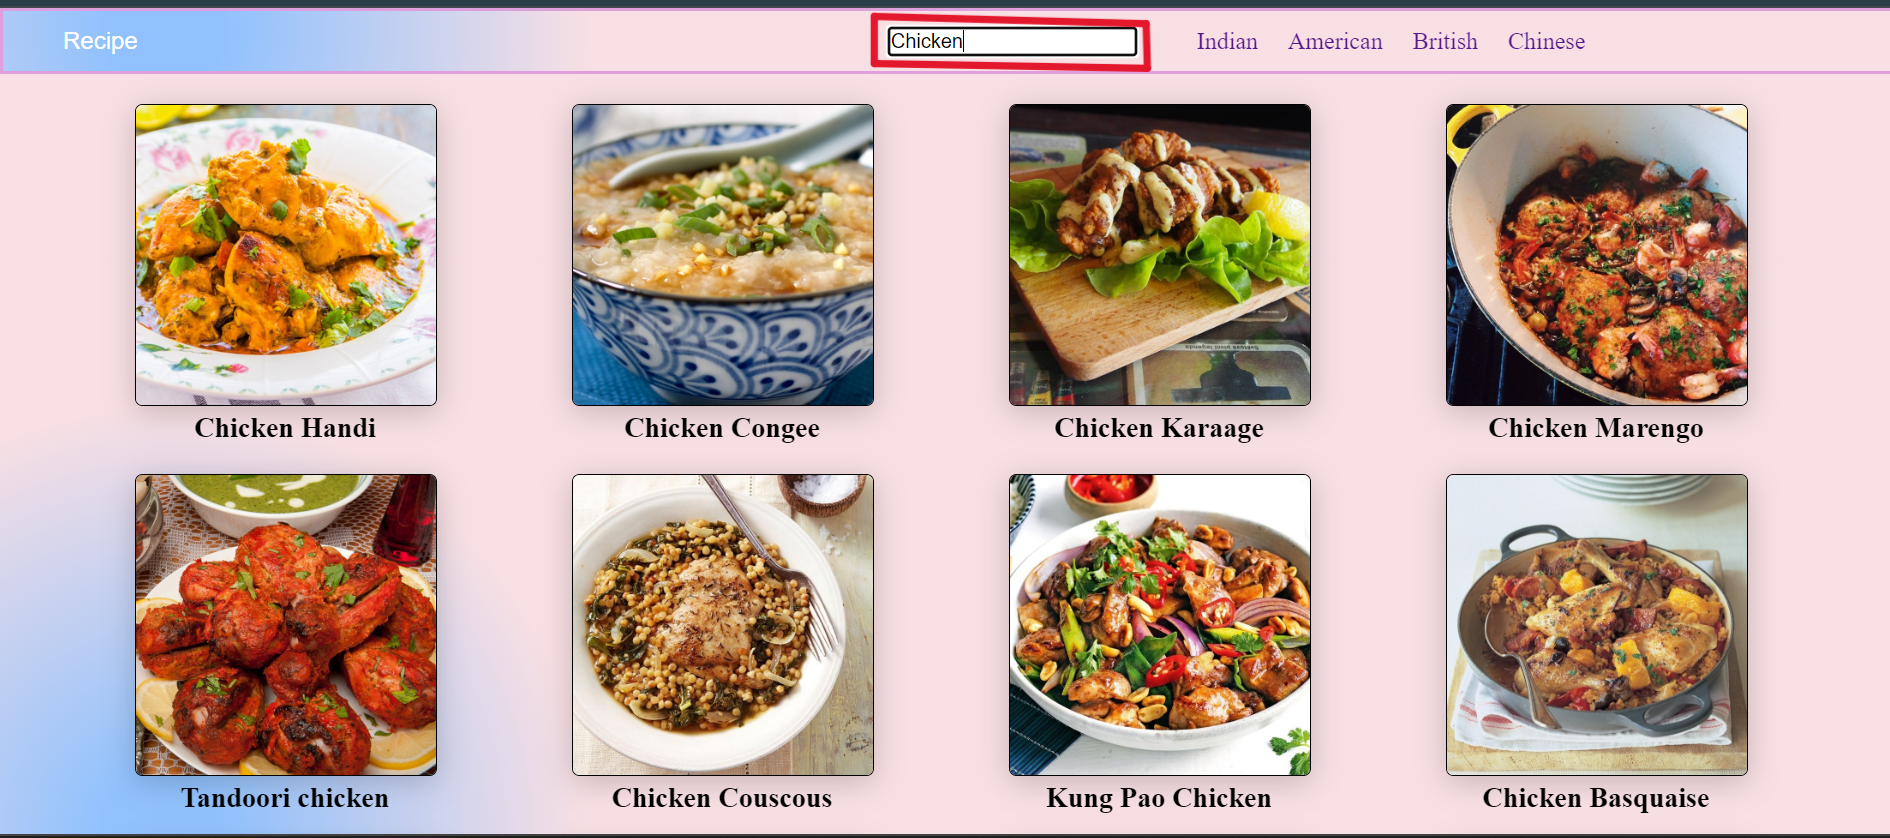 Recipe
Chicken
Indian American British Chinese
Chicken Handi
Chicken Congee
Chicken Karaage
Chicken Marengo
Tandoori chicken
Chicken Couscous
Kung Pao Chicken
Chicken Basquaise